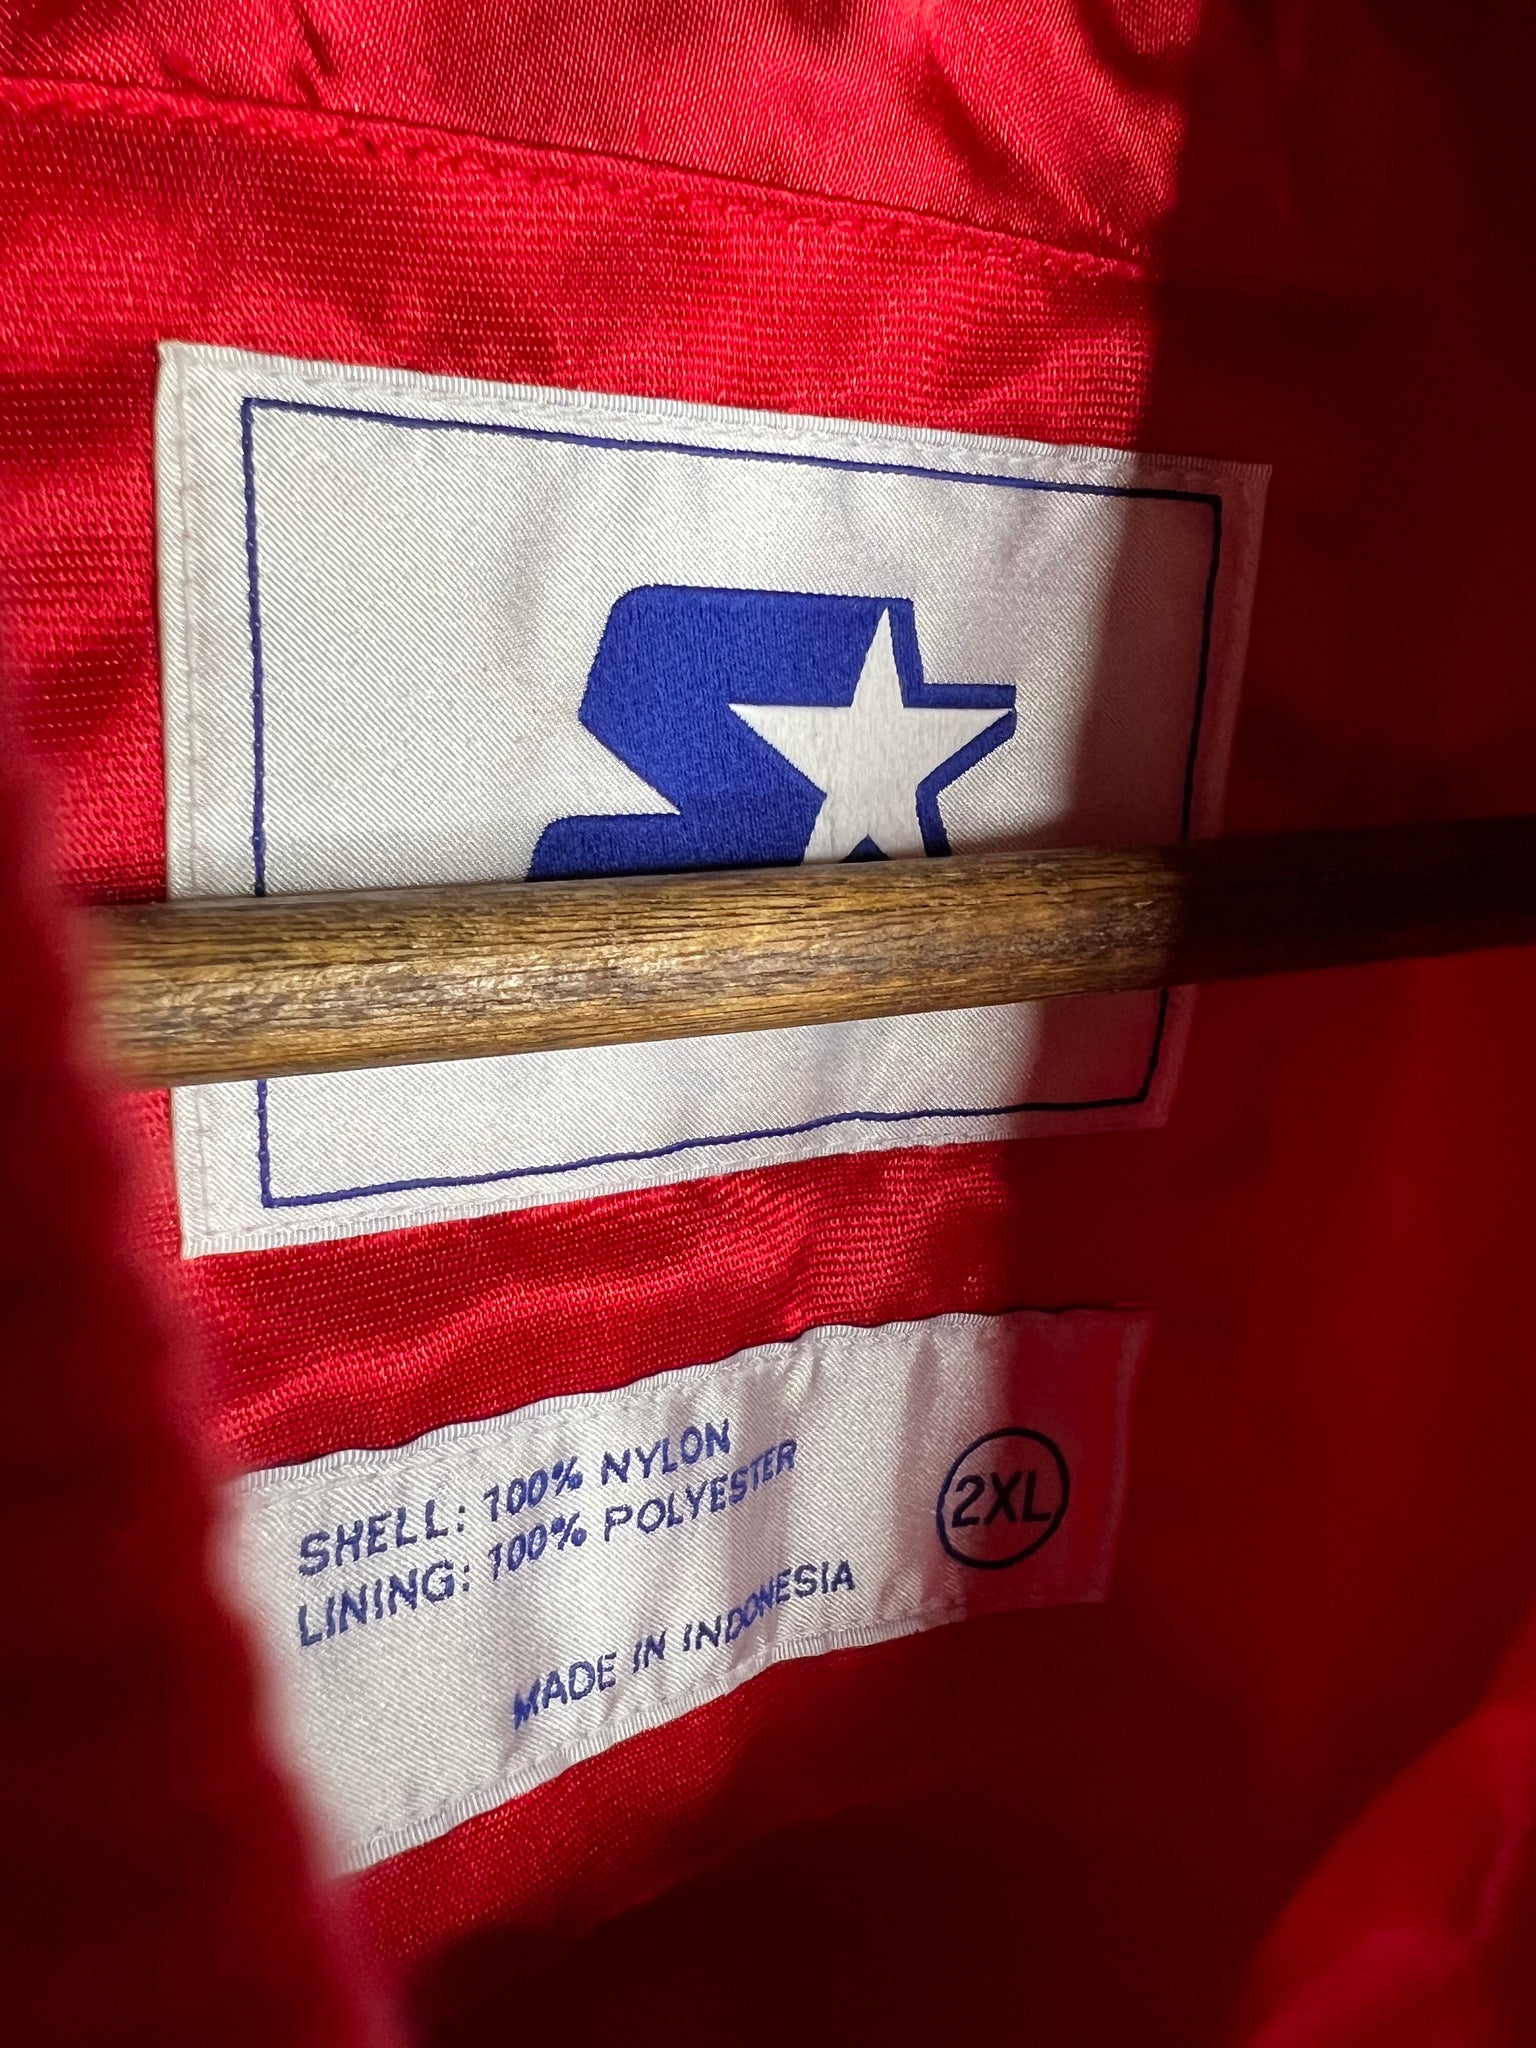 SHELL: 100% NYLON
LINING: 100% POLYESTER
2XL
MADE IN INDONESIA